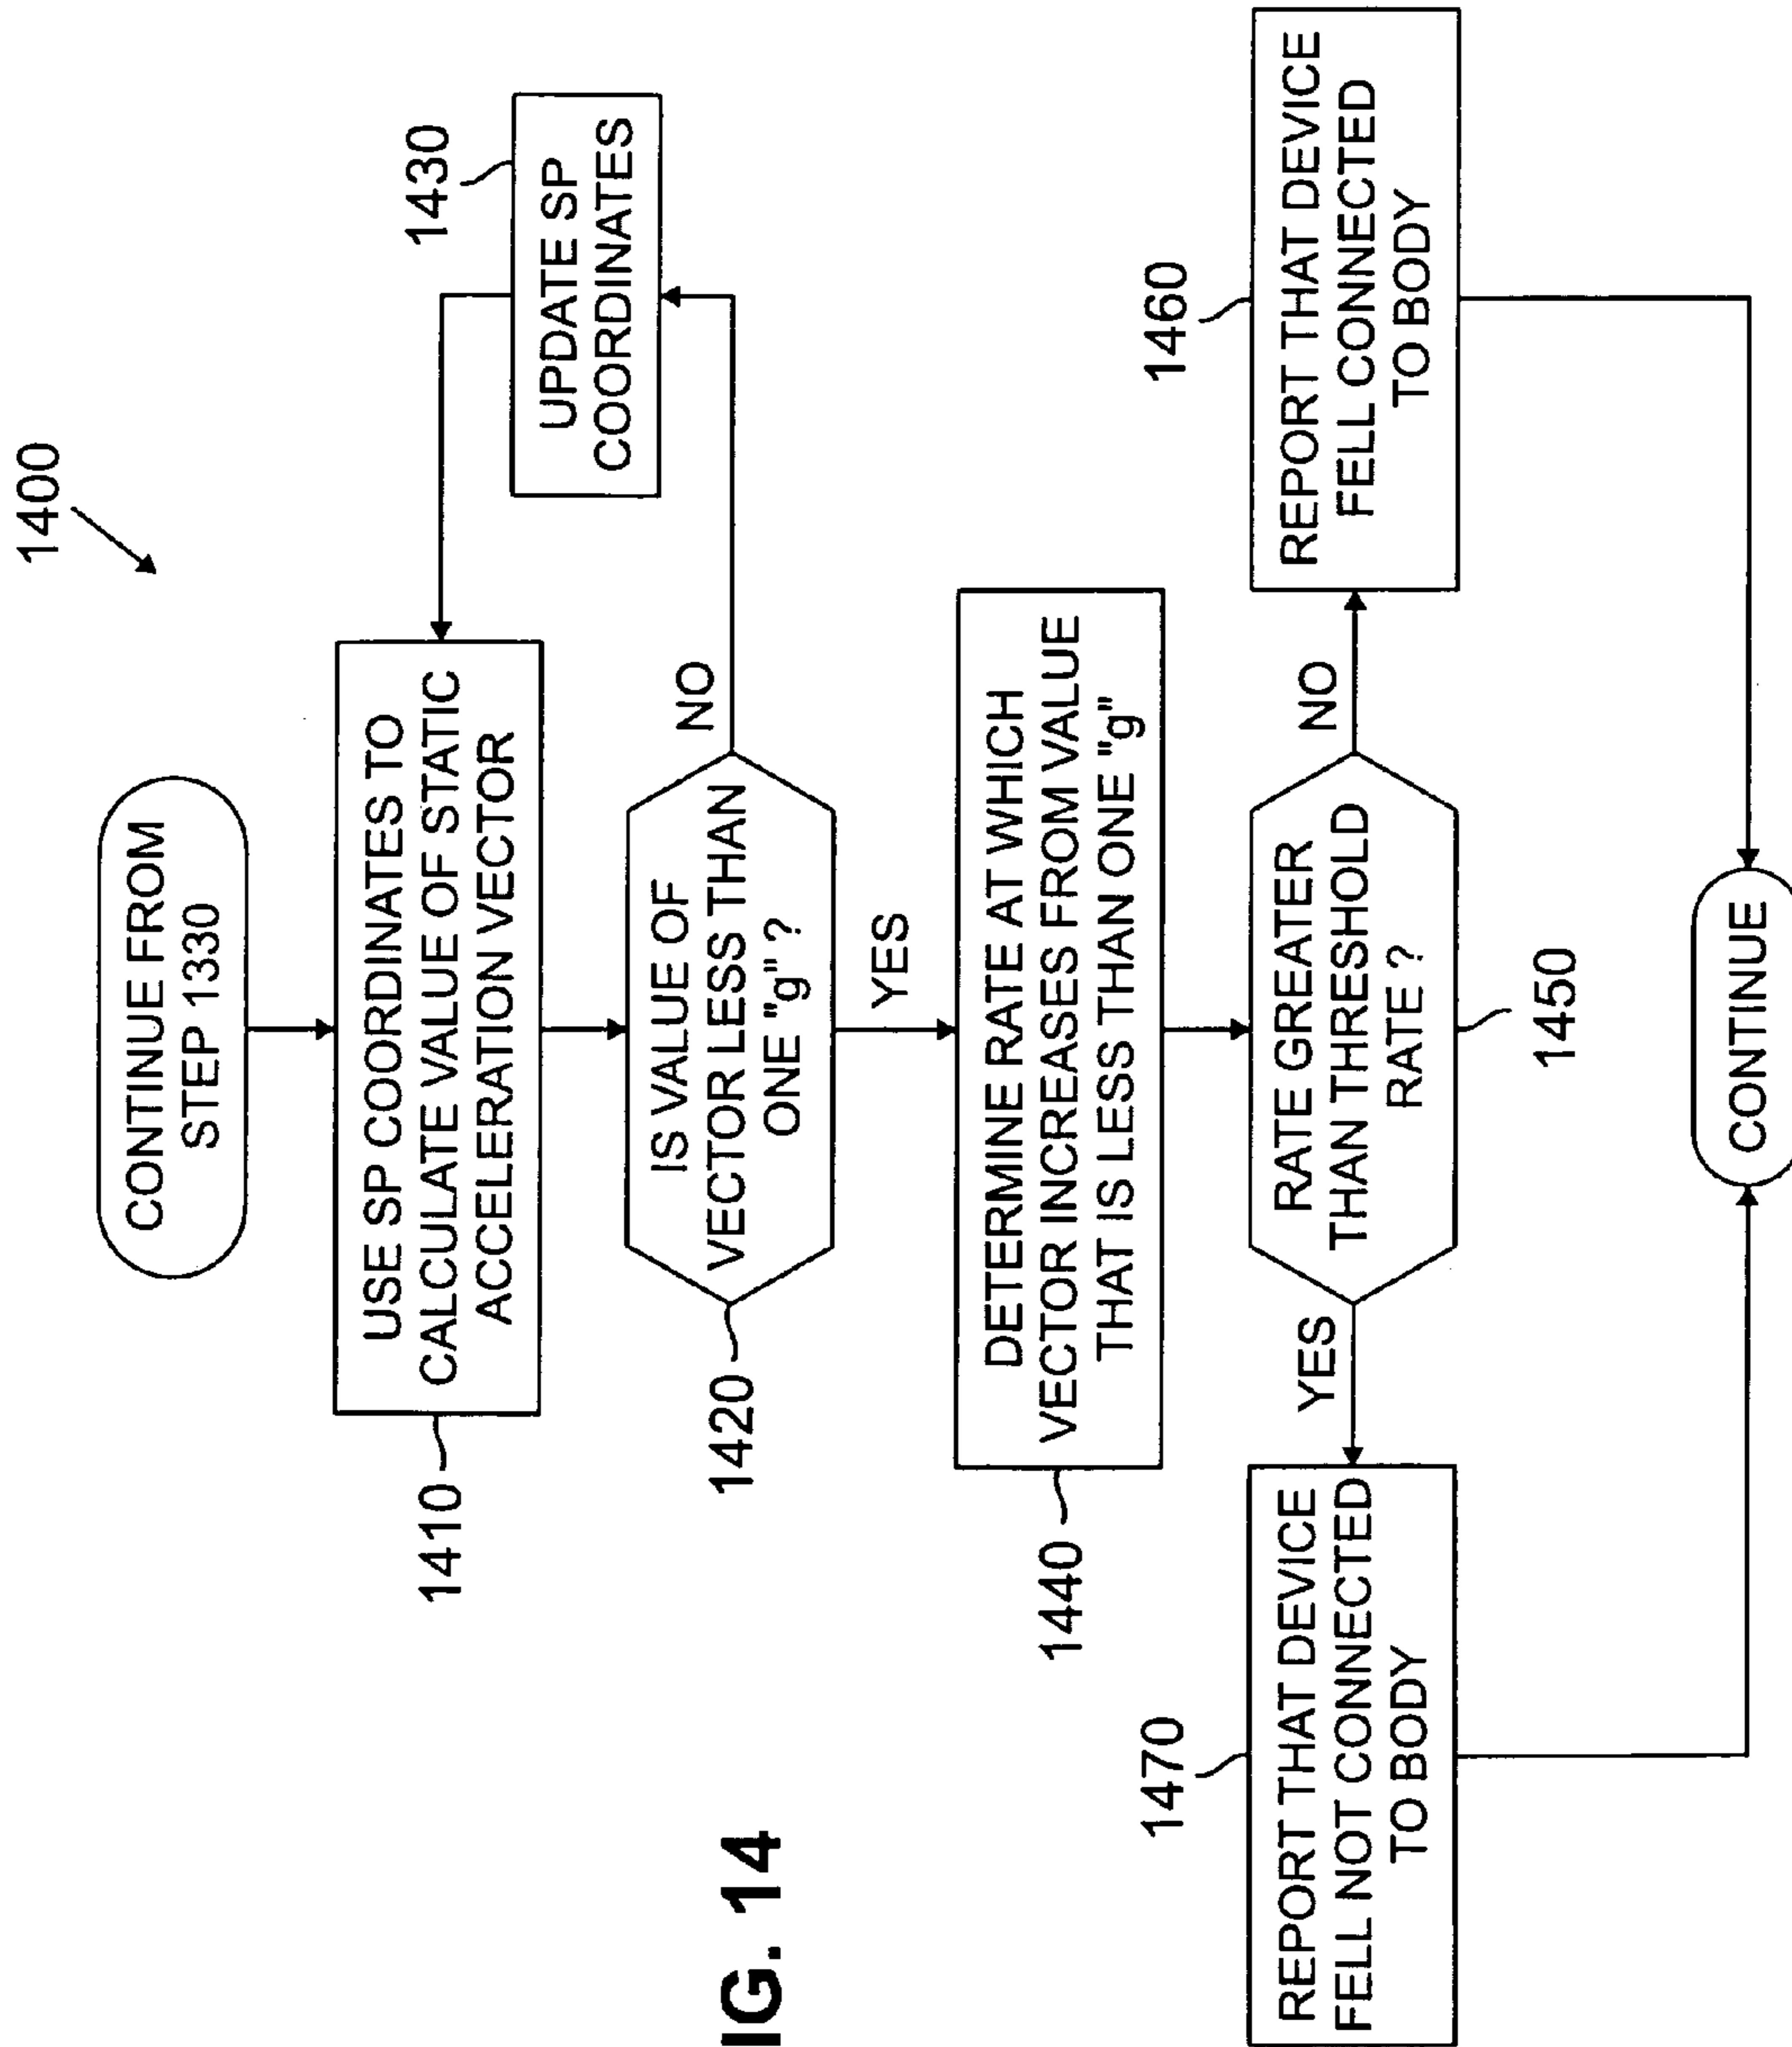 1400
CONTINUE FROM
STEP 1330
1410
USE SP COORDINATES TO
CALCULATE VALUE OF STATIC
ACCELERATION VECTOR
1430
UPDATE SP
COORDINATES
1420
IS VALUE OF
VECTOR LESS THAN
ONE "g" ?
NO
YES
1440
DETERMINE RATE AT WHICH
VECTOR INCREASES FROM VALUE
THAT IS LESS THAN ONE "g"
1470
REPORT THAT DEVICE
FELL NOT CONNECTED
TO BODY
YES
RATE GREATER
THAN THRESHOLD
RATE ?
1450
NO
1460
REPORT THAT DEVICE
FELL CONNECTED
TO BODY
CONTINUE
IG. 14